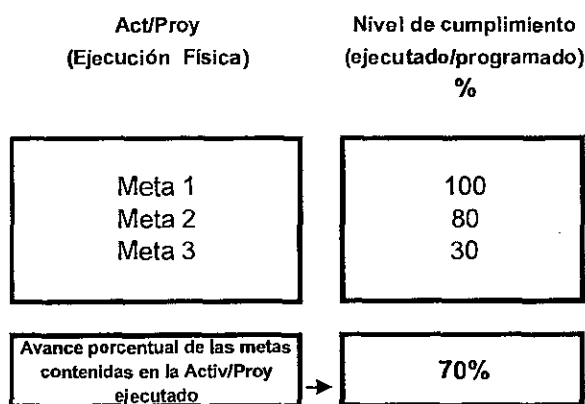 Act/Proy
(Ejecución Física)
Nivel de cumplimiento
(ejecutado/programado)
%
Meta 1
Meta 2
Meta 3
100
80
30
Avance porcentual de las metas
contenidas en la Activ/Proy
ejecutado
70%